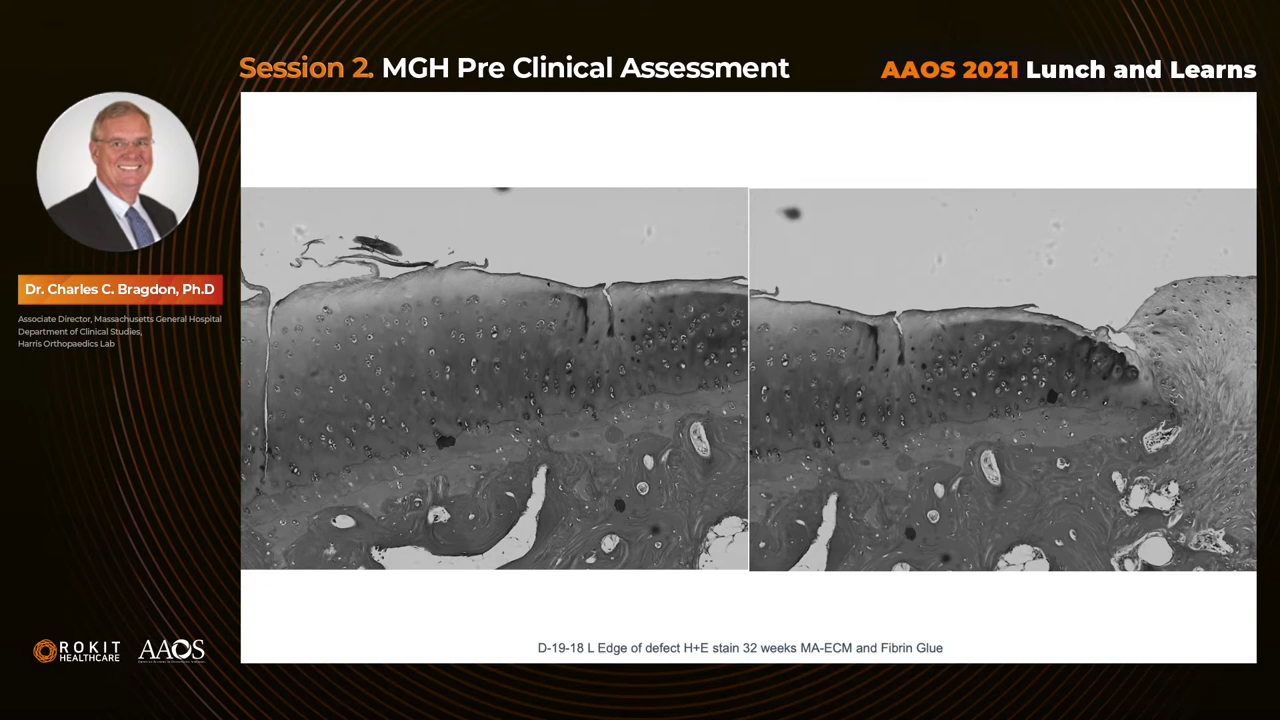 Session 2. MGH Pre Clinical Assessment
AAOS 2021 Lunch and Learns
Dr. Charles C. Bragdon, Ph.D
Associate Director, Massachusetts General Hospital
Department of Clinical Studies,
Harris Orthopaedics Lab
D-19-18 L Edge of defect H+E stain 32 weeks MA-ECM and Fibrin Glue
ROKIT
HEALTHCARE
AAOS